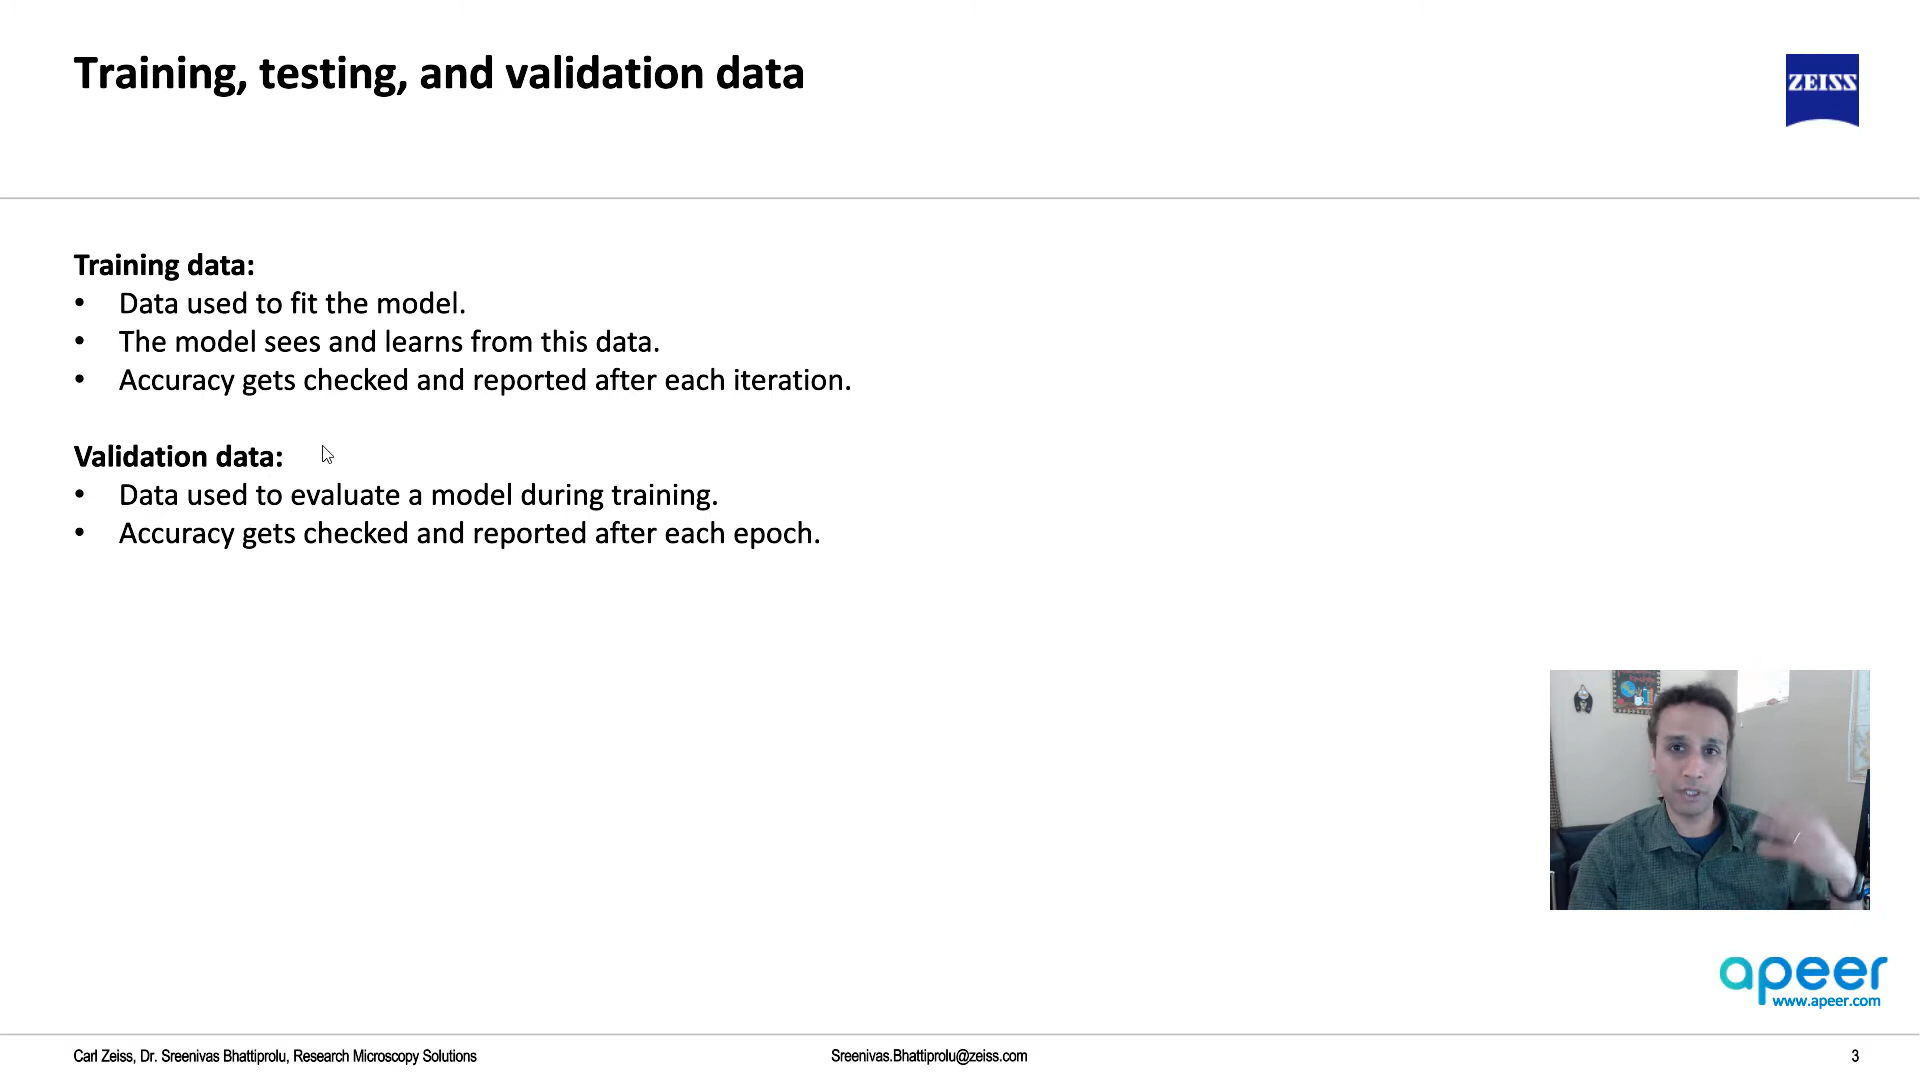 Training, testing, and validation data
ZEISS
Training data:
• Data used to fit the model.
• The model sees and learns from this data.
• Accuracy gets checked and reported after each iteration.
Validation data:
• Data used to evaluate a model during training.
• Accuracy gets checked and reported after each epoch.
apeer
www.apeer.com
Carl Zeiss, Dr. Sreenivas Bhattiprolu, Research Microscopy Solutions
Sreenivas.Bhattiprolu@zeiss.com
3